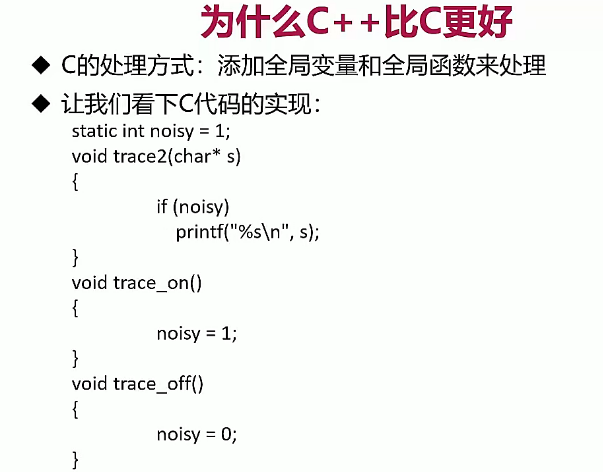 为什么C++比C更好
◆ C的处理方式：添加全局变量和全局函数来处理
◆ 让我们看下C代码的实现：
static int noisy = 1;
void trace2(char* s)
{
if (noisy)
printf("%s\n", s);
}
void trace_on()
{
noisy = 1;
}
void trace_off()
{
noisy = 0;
}